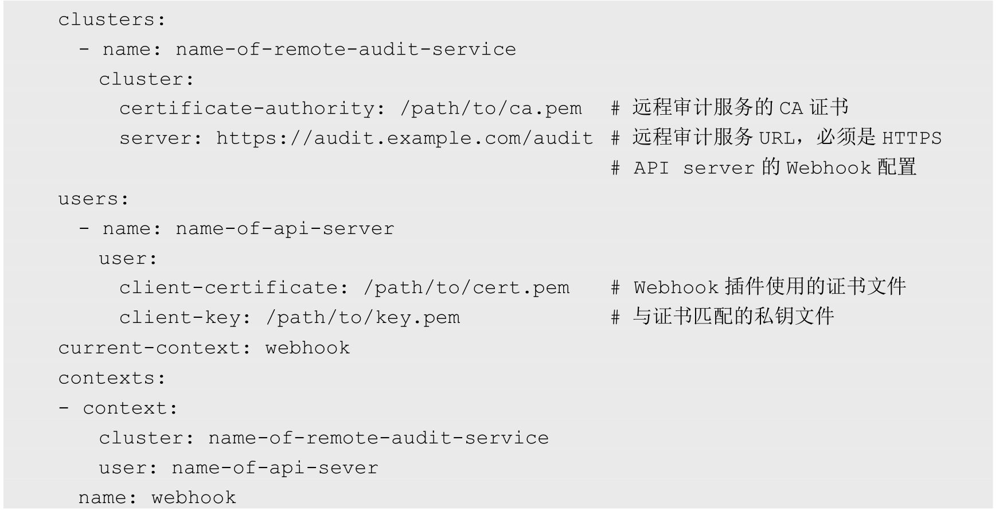 clusters:
  - name: name-of-remote-audit-service
    cluster:
      certificate-authority: /path/to/ca.pem  # 远程审计服务的 CA 证书
      server: https://audit.example.com/audit # 远程审计服务 URL，必须是 HTTPS
                                              # API server 的 Webhook 配置
users:
  - name: name-of-api-server
    user:
      client-certificate: /path/to/cert.pem   # Webhook 插件使用的证书文件
      client-key: /path/to/key.pem            # 与证书匹配的私钥文件
current-context: webhook
contexts:
- context:
    cluster: name-of-remote-audit-service
    user: name-of-api-sever
  name: webhook